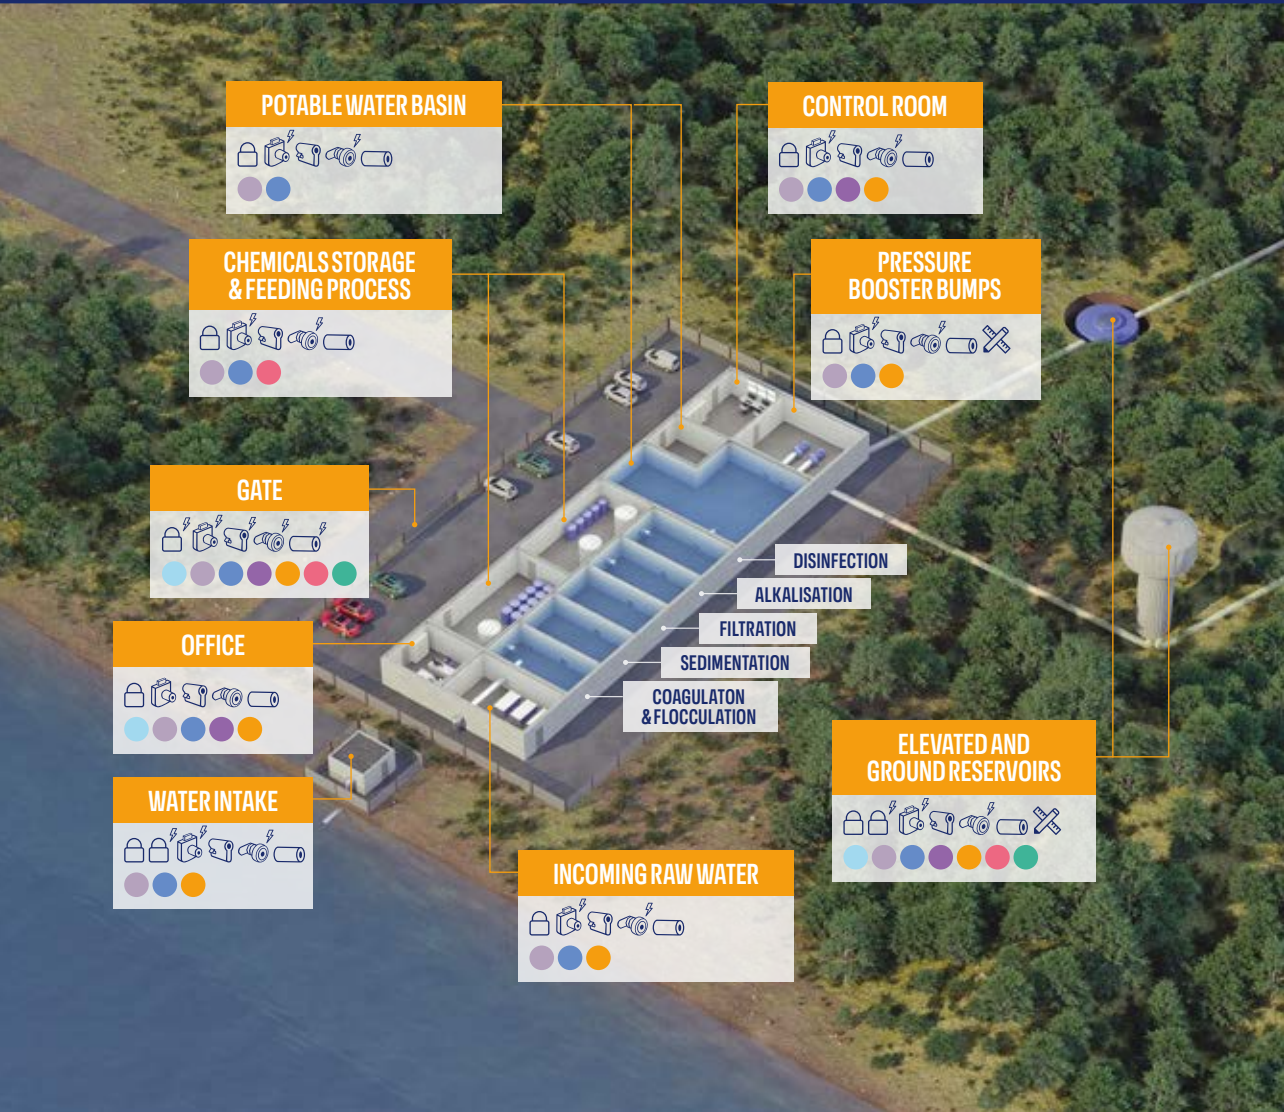 POTABLE WATER BASIN
CONTROL ROOM
CHEMICALS STORAGE
& FEEDING PROCESS
PRESSURE
BOOSTER BUMPS
GATE
DISINFECTION
ALKALISATION
FILTRATION
SEDIMENTATION
COAGULATON
& FLOCCULATION
OFFICE
WATER INTAKE
ELEVATED AND
GROUND RESERVOIRS
INCOMING RAW WATER